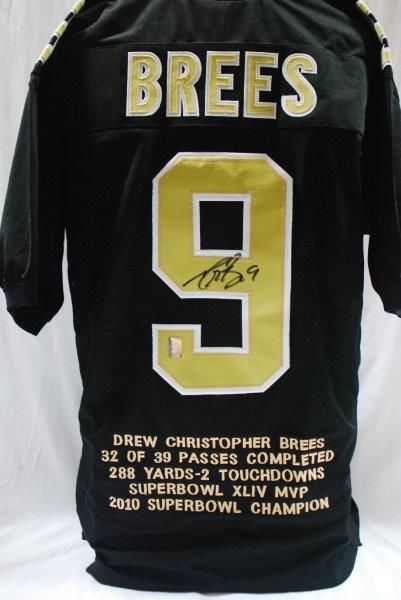 BREES
9
DREW CHRISTOPHER BREES
32 OF 39 PASSES COMPLETED
288 YARDS-2 TOUCHDOWNS
SUPERBOWL XLIV MVP
2010 SUPERBOWL CHAMPION